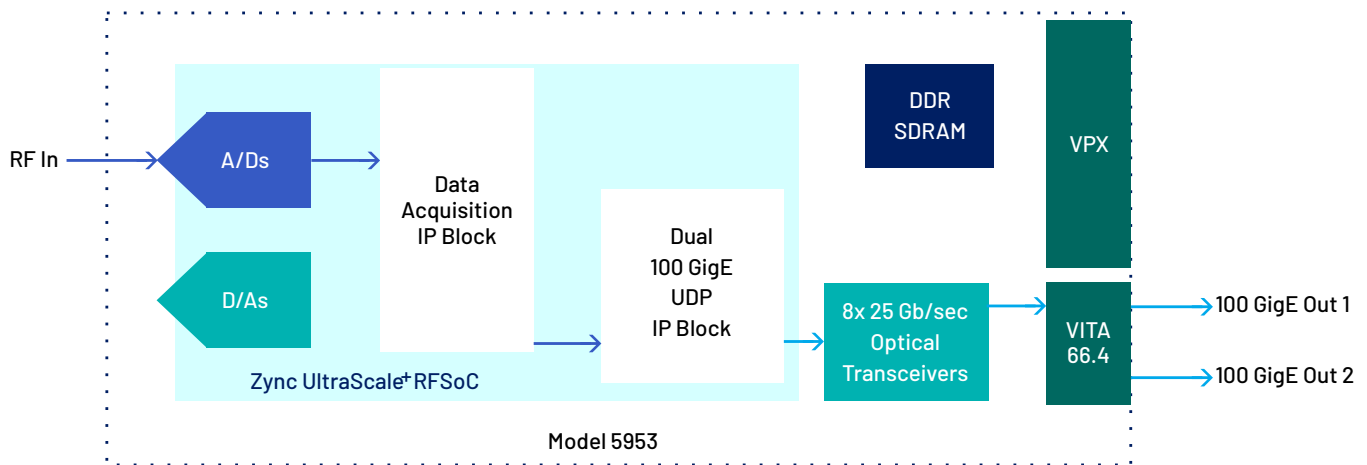 RF In
A/Ds
D/As
Data
Acquisition
IP Block
Zync UltraScale+ RFSoC
Dual
100 GigE
UDP
IP Block
DDR
SDRAM
8x 25 Gb/sec
Optical
Transceivers
VPX
VITA
66.4
100 GigE Out 1
100 GigE Out 2
Model 5953